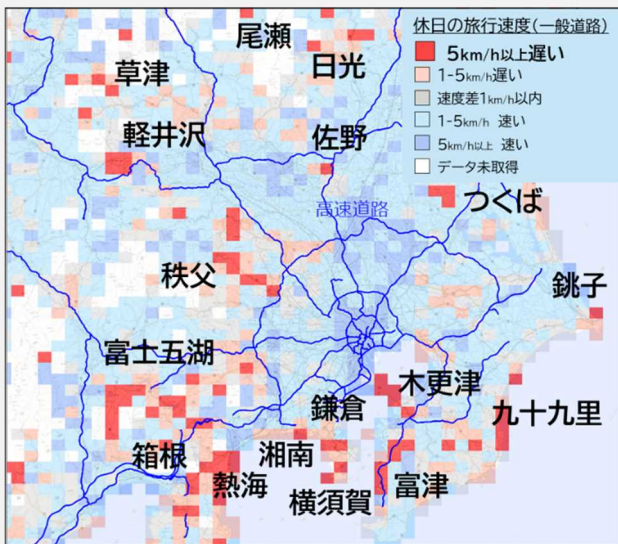 休日の旅行速度(一般道路)
5km/h以上遅い
1-5km/h遅い
速度差1km/h以内
1-5km/h 速い
5km/h以上 速い
データ未取得
尾瀬
日光
草津
軽井沢
佐野
高速道路
つくば
秩父
銚子
富士五湖
木更津
鎌倉
九十九里
箱根
湘南
熱海
富津
横須賀